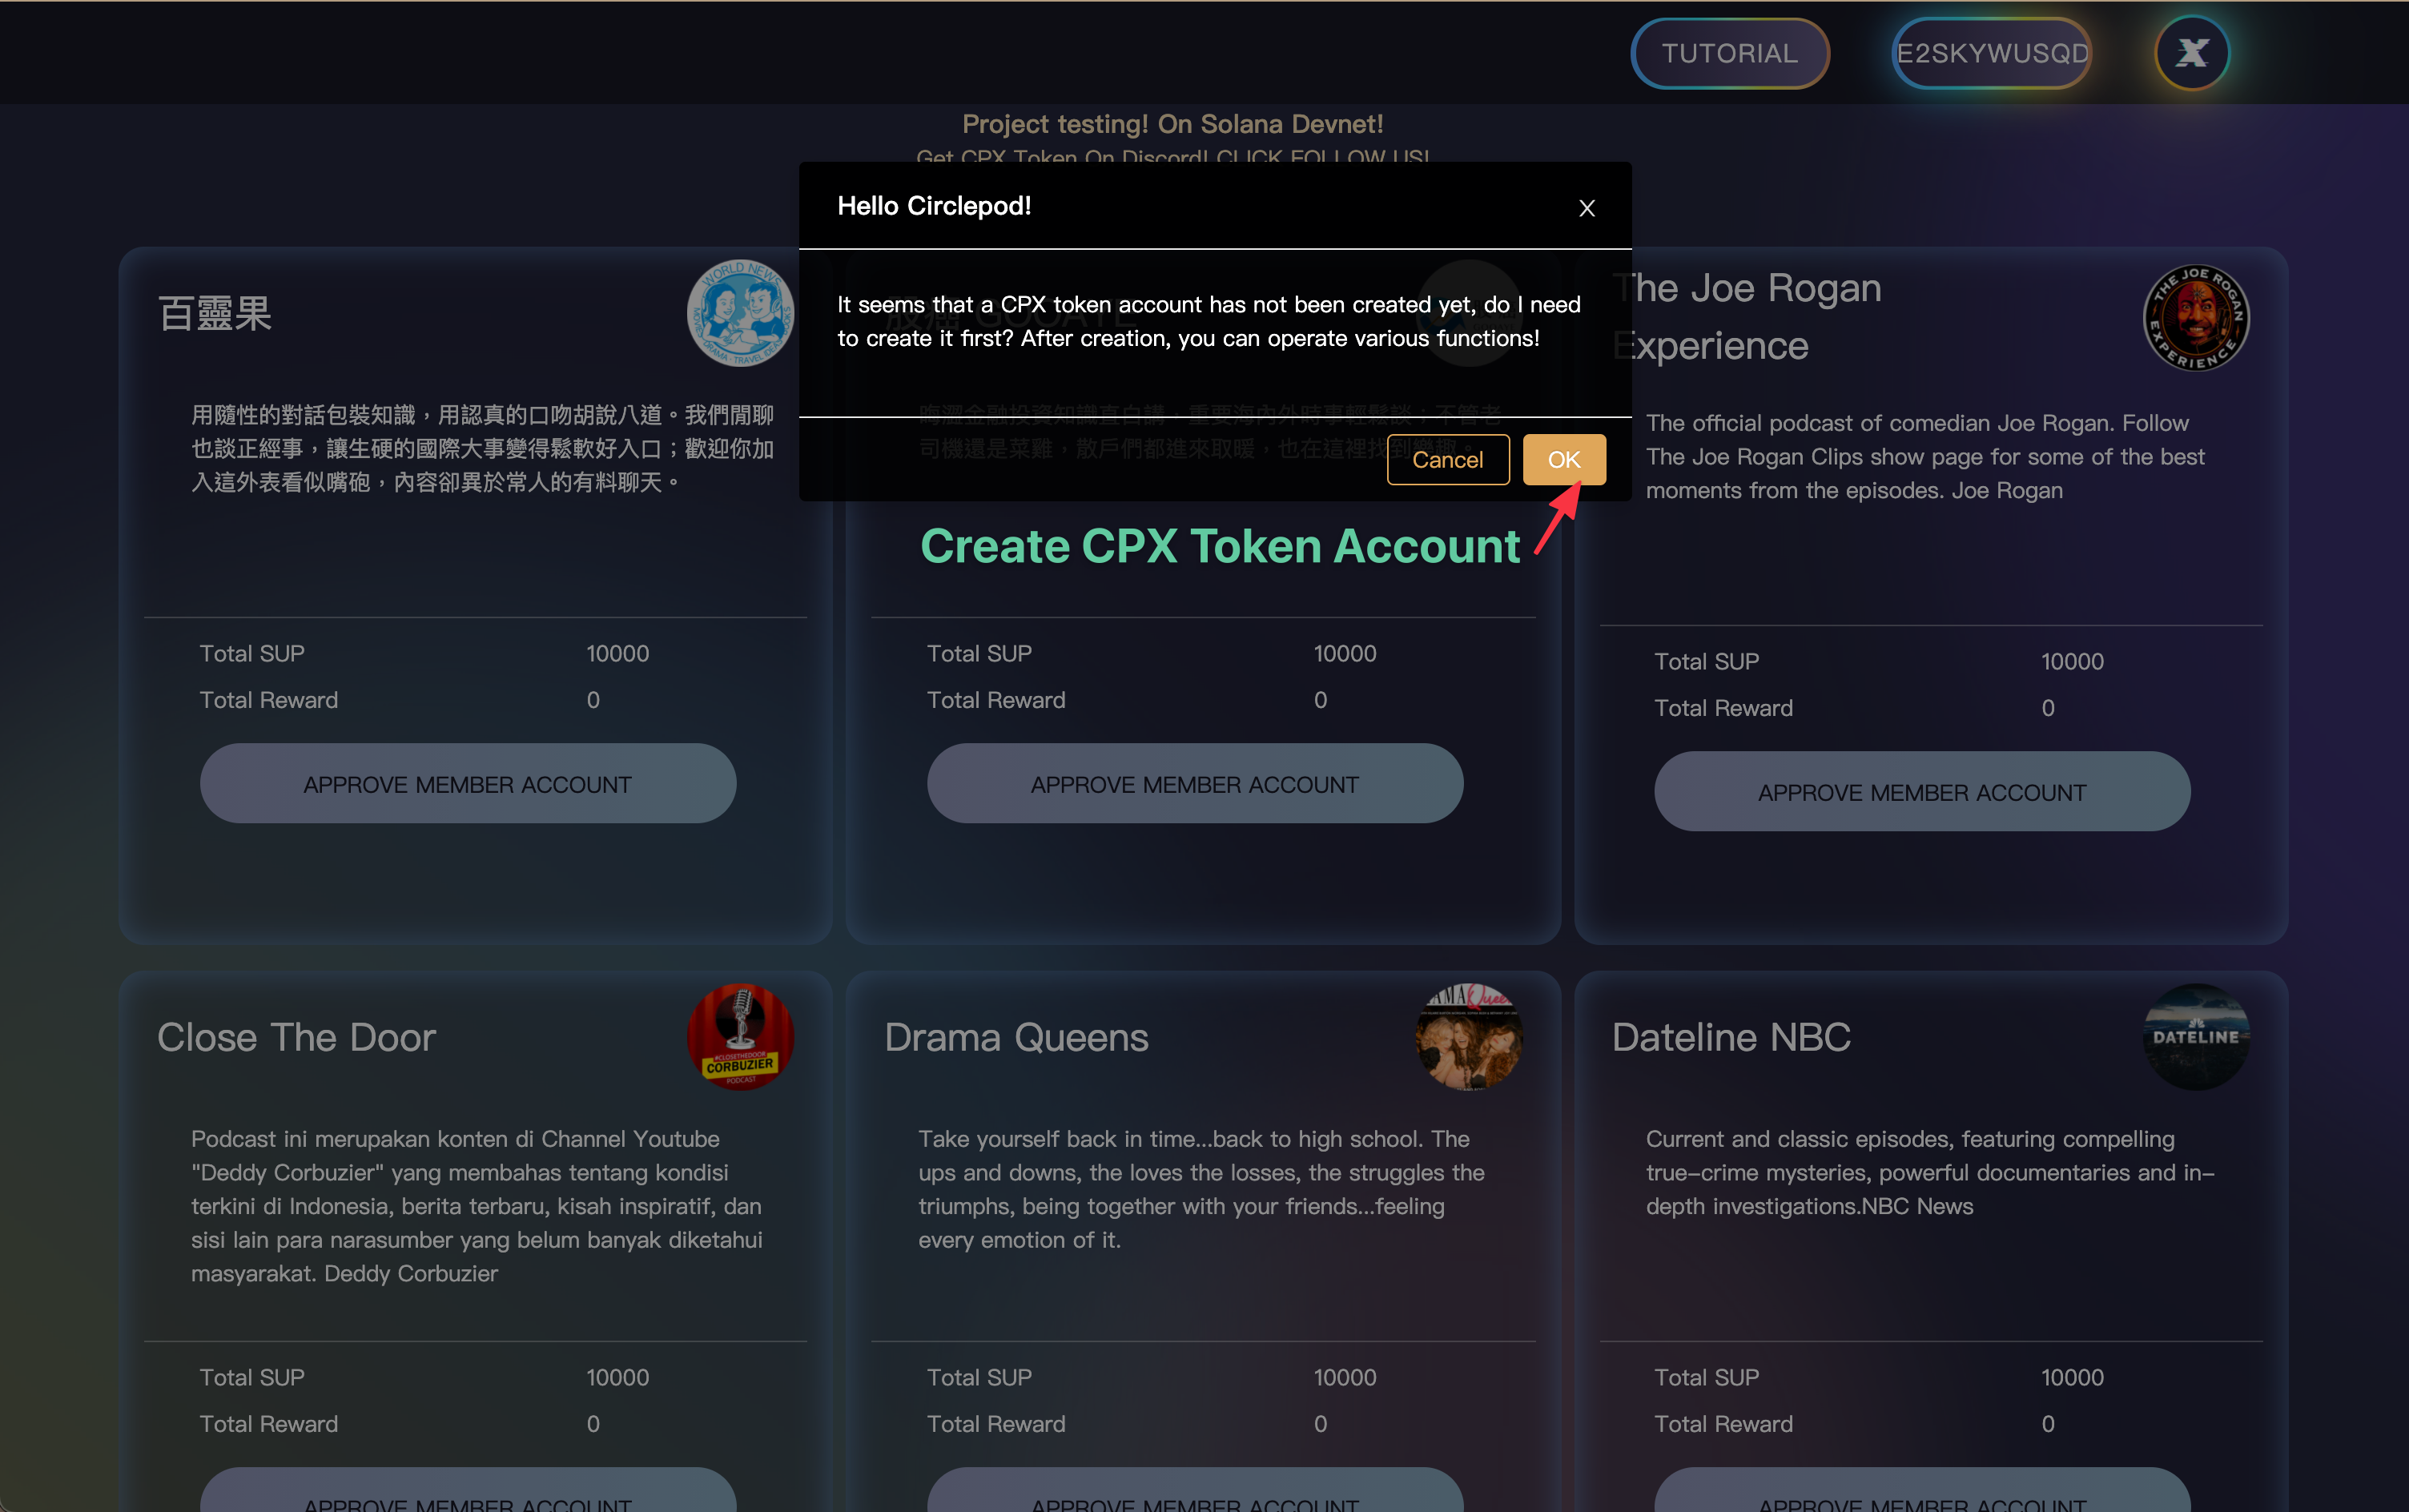 TUTORIAL
E2SKYWUSQD
Project testing! On Solana Devnet!
Get CPX Token On Discord! CLICK FOLLOW US!
Hello Circlepod!
X
It seems that a CPX token account has not been created yet, do I need
to create it first? After creation, you can operate various functions!
Cancel
OK
Create CPX Token Account
百靈果
WORLD NEWS
用隨性的對話包裝知識，用認真的口吻胡說八道。我們閒聊
也談正經事，讓生硬的國際大事變得鬆軟好入口；歡迎你加
入這外表看似嘴砲，內容卻異於常人的有料聊天。
Total SUP 10000
Total Reward 0
APPROVE MEMBER ACCOUNT
股癌 GOOAYE
晦澀金融投資知識直白講，重要海內外時事輕鬆談；不管老
司機還是菜雞，散戶們都進來取暖，也在這裡找到樂趣。
Total SUP 10000
Total Reward 0
APPROVE MEMBER ACCOUNT
The Joe Rogan
Experience
THE JOE ROGAN
EXPERIENCE
The official podcast of comedian Joe Rogan. Follow
The Joe Rogan Clips show page for some of the best
moments from the episodes. Joe Rogan
Total SUP 10000
Total Reward 0
APPROVE MEMBER ACCOUNT
Close The Door
#CLOSETHEDOOR
CORBUZIER
PODCAST
Podcast ini merupakan konten di Channel Youtube
"Deddy Corbuzier" yang membahas tentang kondisi
terkini di Indonesia, berita terbaru, kisah inspiratif, dan
sisi lain para narasumber yang belum banyak diketahui
masyarakat. Deddy Corbuzier
Total SUP 10000
Total Reward 0
APPROVE MEMBER ACCOUNT
Drama Queens
Take yourself back in time...back to high school. The
ups and downs, the loves the losses, the struggles the
triumphs, being together with your friends...feeling
every emotion of it.
Total SUP 10000
Total Reward 0
APPROVE MEMBER ACCOUNT
Dateline NBC
DATELINE
Current and classic episodes, featuring compelling
true-crime mysteries, powerful documentaries and in-
depth investigations.NBC News
Total SUP 10000
Total Reward 0
APPROVE MEMBER ACCOUNT